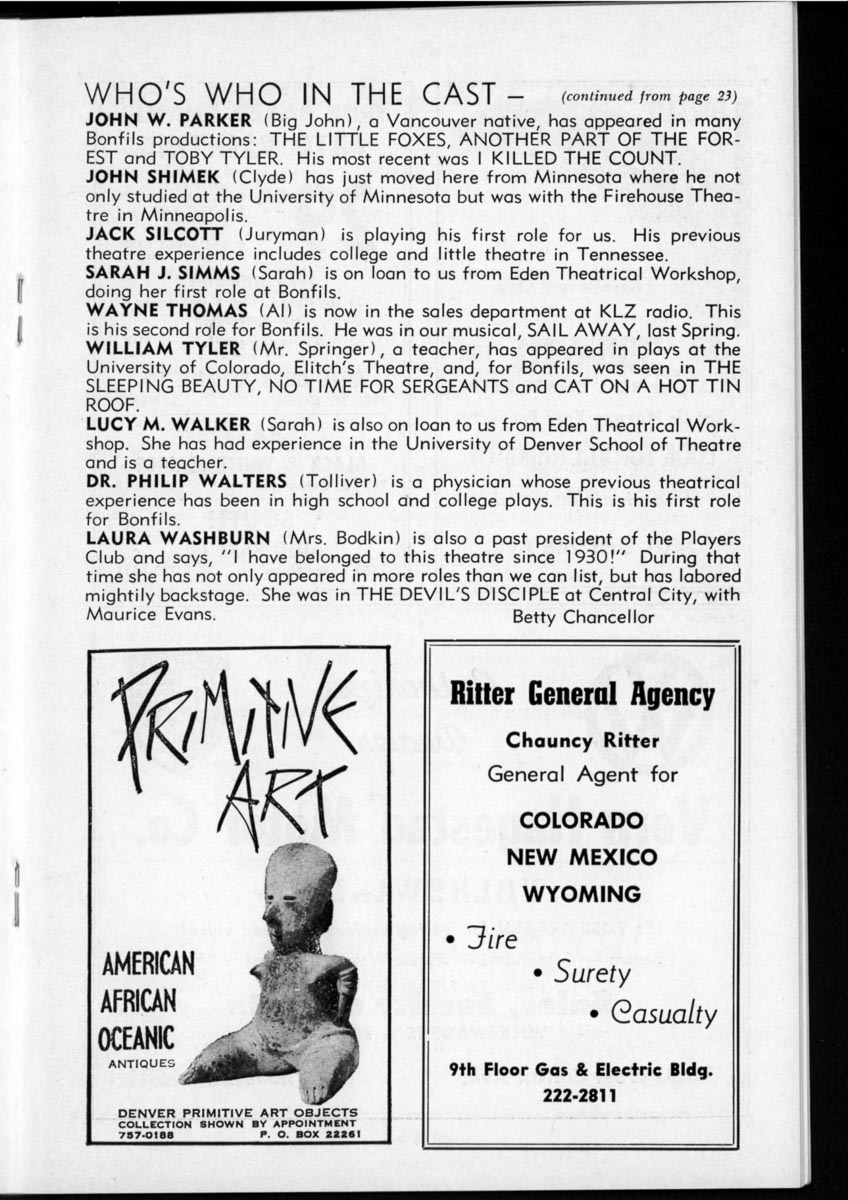 WHO'S WHO IN THE CAST – (continued from page 23)
JOHN W. PARKER (Big John), a Vancouver native, has appeared in many
Bonfils productions: THE LITTLE FOXES, ANOTHER PART OF THE FOR-
EST and TOBY TYLER. His most recent was I KILLED THE COUNT.
JOHN SHIMEK (Clyde) has just moved here from Minnesota where he not
only studied at the University of Minnesota but was with the Firehouse Thea-
tre in Minneapolis.
JACK SILCOTT (Juryman) is playing his first role for us. His previous
theatre experience includes college and little theatre in Tennessee.
SARAH J. SIMMS (Sarah) is on loan to us from Eden Theatrical Workshop,
doing her first role at Bonfils.
WAYNE THOMAS (Al) is now in the sales department at KLZ radio. This
is his second role for Bonfils. He was in our musical, SAIL AWAY, last Spring.
WILLIAM TYLER (Mr. Springer), a teacher, has appeared in plays at the
University of Colorado, Elitch's Theatre, and, for Bonfils, was seen in THE
SLEEPING BEAUTY, NO TIME FOR SERGEANTS and CAT ON A HOT TIN
ROOF.
LUCY M. WALKER (Sarah) is also on loan to us from Eden Theatrical Work-
shop. She has had experience in the University of Denver School of Theatre
and is a teacher.
DR. PHILIP WALTERS (Tolliver) is a physician whose previous theatrical
experience has been in high school and college plays. This is his first role
for Bonfils.
LAURA WASHBURN (Mrs. Bodkin) is also a past president of the Players
Club and says, "I have belonged to this theatre since 1930!" During that
time she has not only appeared in more roles than we can list, but has labored
mightily backstage. She was in THE DEVIL'S DISCIPLE at Central City, with
Maurice Evans. Betty Chancellor
PRIMITIVE
ART
AMERICAN
AFRICAN
OCEANIC
ANTIQUES
DENVER PRIMITIVE ART OBJECTS
COLLECTION SHOWN BY APPOINTMENT
757-0188 P. O. BOX 22261
Ritter General Agency
Chauncy Ritter
General Agent for
COLORADO
NEW MEXICO
WYOMING
• Fire
• Surety
• Casualty
9th Floor Gas & Electric Bldg.
222-2811